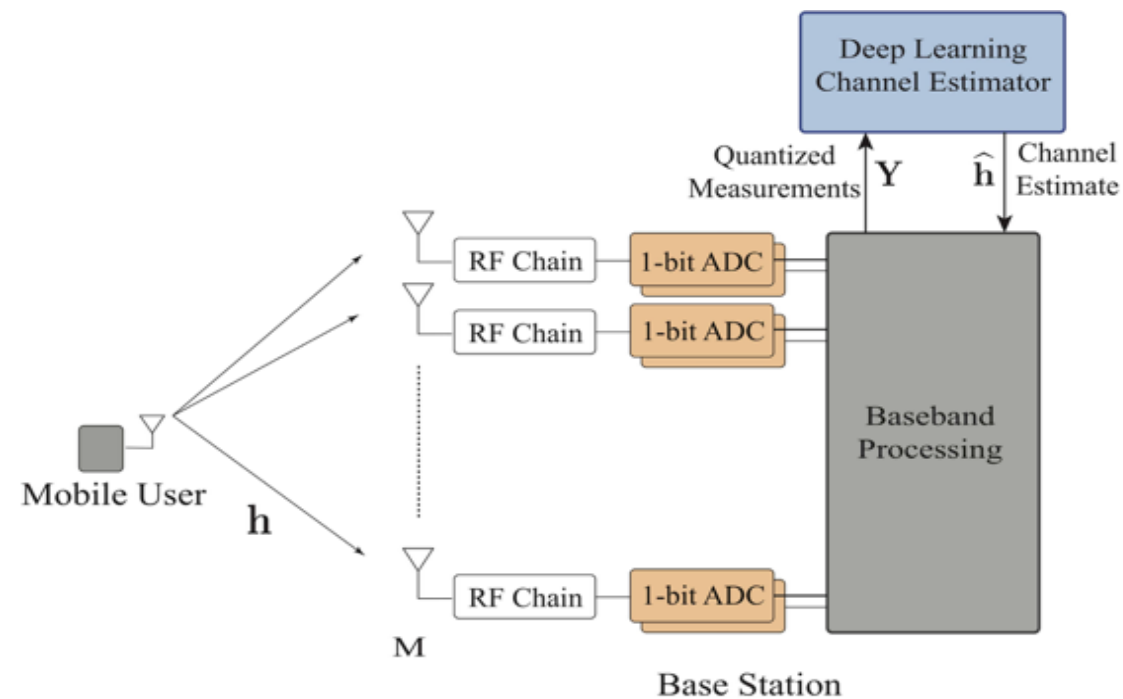 Deep Learning
Channel Estimator
Quantized
Measurements
Y
ĥ
Channel
Estimate
RF Chain
1-bit ADC
RF Chain
1-bit ADC
Baseband
Processing
Mobile User
h
RF Chain
1-bit ADC
M
Base Station